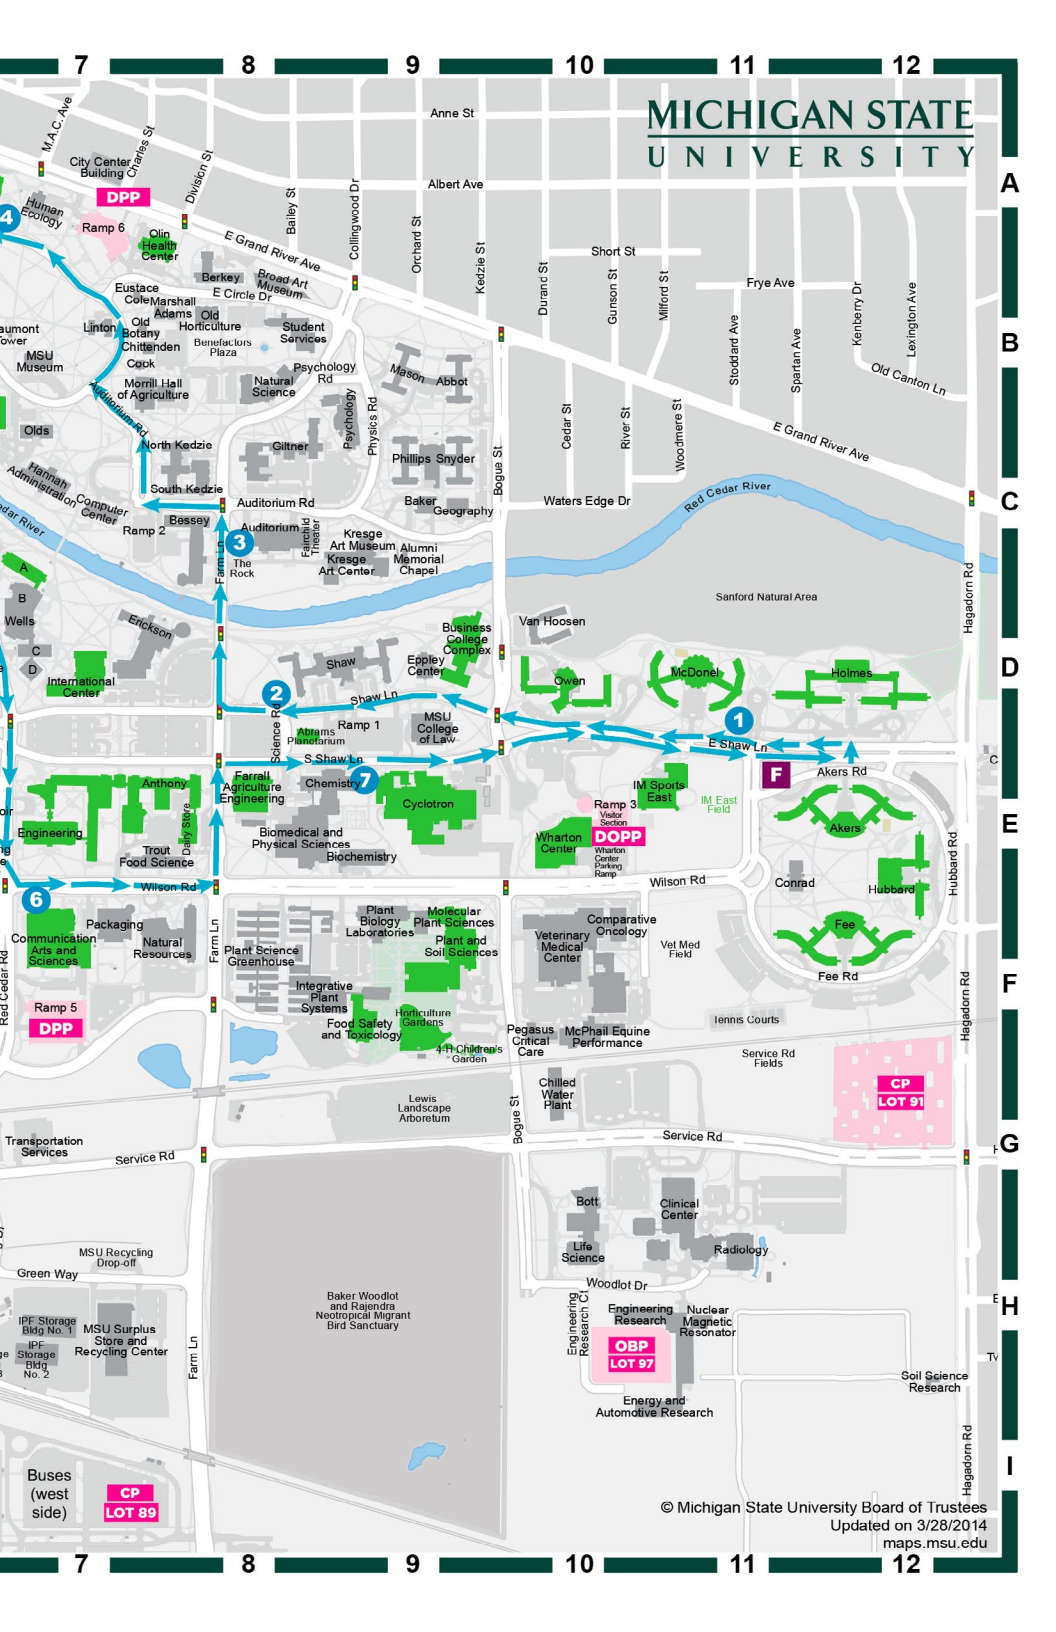 7 8 9 10 11 12
M.A.C. Ave
Anne St
MICHIGAN STATE
UNIVERSITY
City Center
Building
Charles St
Division St
DPP
Albert Ave
A
Human
Ecology
4
Ramp 6
Olin
Health
Center
Bailey St
Collingwood Dr
Orchard St
Kedzie St
E Grand River Ave
Short St
Durand St
Gunson St
Milford St
Frye Ave
Kenberry Dr
Lexington Ave
Berkey
Broad Art
Museum
E Circle Dr
Eustace
Cole
Marshall
Adams
Old
Horticulture
Linton
Old
Botany
Chittenden
Benefactors
Plaza
Student
Services
aumont
ower
MSU
Museum
Cook
B
Stoddard Ave
Spartan Ave
Old Canton Ln
Morrill Hall
of Agriculture
Natural
Science
Psychology
Rd
Mason
Abbot
Auditorium Rd
Olds
North Kedzie
Giltner
Psychology
Physics Rd
Phillips
Snyder
Bogue St
Cedar St
River St
Woodmere St
E Grand River Ave
Hannah
Administration
Computer
Center
South Kedzie
Auditorium Rd
Baker
Geography
Waters Edge Dr
Red Cedar River
C
edar River
Ramp 2
Bessey
Auditorium
Fairchild
Theater
Kresge
Art Museum
Kresge
Art Center
Alumni
Memorial
Chapel
3
The
Rock
Farm Ln
Hagadorn Rd
A
B
Wells
C
D
Erickson
Sanford Natural Area
Van Hoosen
Business
College
Complex
International
Center
Shaw
Eppley
Center
Owen
McDonel
Holmes
D
2
Shaw Ln
Science Rd
Abrams
Planetarium
Ramp 1
MSU
College
of Law
1
E Shaw Ln
S Shaw Ln
F
Akers Rd
Anthony
Farrall
Agriculture
Engineering
Chemistry
7
Cyclotron
IM Sports
East
IM East
Field
Ramp 3
Visitor
Section
DOPP
Wharton
Center
Parking
Ramp
Wharton
Center
Engineering
Dairy Store
Trout
Food Science
Biomedical and
Physical Sciences
Biochemistry
Akers
E
Hubbard Rd
Conrad
Hubbard
Wilson Rd
Wilson Rd
6
Communication
Arts and
Sciences
Packaging
Natural
Resources
Farm Ln
Plant Science
Greenhouse
Plant
Biology
Laboratories
Molecular
Plant Sciences
Plant and
Soil Sciences
Veterinary
Medical
Center
Comparative
Oncology
Vet Med
Field
Fee
Fee Rd
F
Red Cedar Rd
Ramp 5
DPP
Integrative
Plant
Systems
Food Safety
and Toxicology
Horticulture
Gardens
4-H Children's
Garden
Pegasus
Critical
Care
McPhail Equine
Performance
Tennis Courts
Service Rd
Fields
Hagadorn Rd
CP
LOT 91
Chilled
Water
Plant
Lewis
Landscape
Arboretum
Bogue St
Transportation
Services
Service Rd
Service Rd
G
Bott
Clinical
Center
Life
Science
Radiology
MSU Recycling
Drop-off
Green Way
Woodlot Dr
Engineering
Research Ct
Engineering
Research
Nuclear
Magnetic
Resonator
H
Baker Woodlot
and Rajendra
Neotropical Migrant
Bird Sanctuary
IPF Storage
Bldg No. 1
IPF
Storage
Bldg
No. 2
MSU Surplus
Store and
Recycling Center
Farm Ln
OBP
LOT 97
Energy and
Automotive Research
Soil Science
Research
Hagadorn Rd
I
Buses
(west
side)
CP
LOT 89
© Michigan State University Board of Trustees
Updated on 3/28/2014
maps.msu.edu
7 8 9 10 11 12